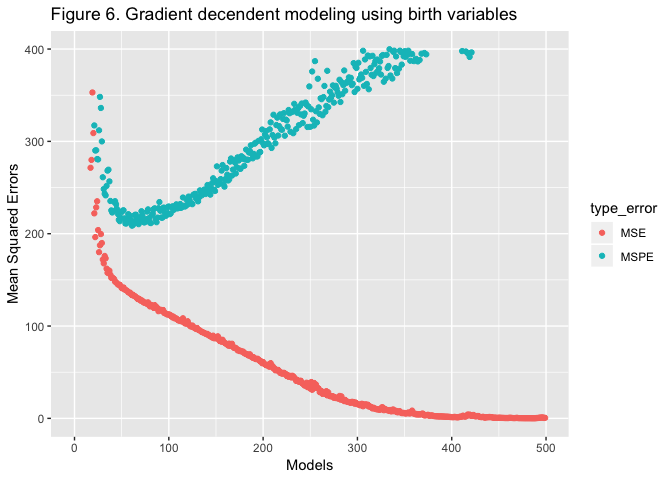 Figure 6. Gradient decendent modeling using birth variables
Mean Squared Errors
400
300
200
100
0
0
100
200
300
400
500
Models
type_error
MSE
MSPE